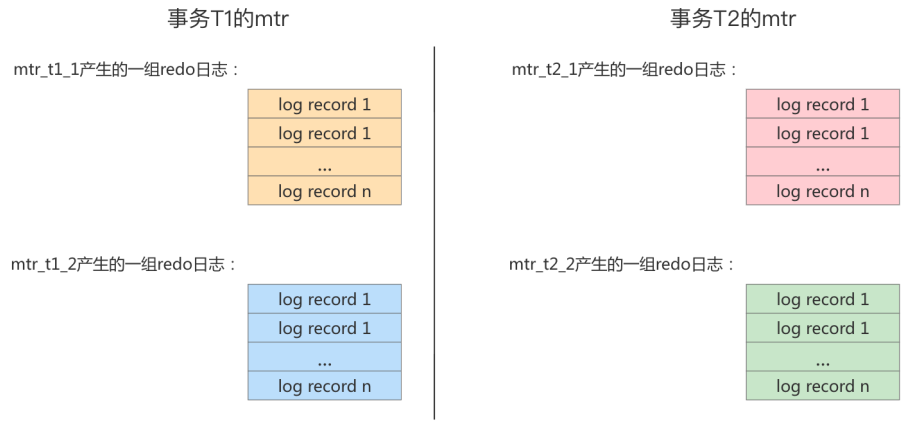 事务T1的mtr
mtr_t1_1产生的一组redo日志：
log record 1
log record 1
...
log record n
mtr_t1_2产生的一组redo日志：
log record 1
log record 1
...
log record n
事务T2的mtr
mtr_t2_1产生的一组redo日志：
log record 1
log record 1
...
log record n
mtr_t2_2产生的一组redo日志：
log record 1
log record 1
...
log record n